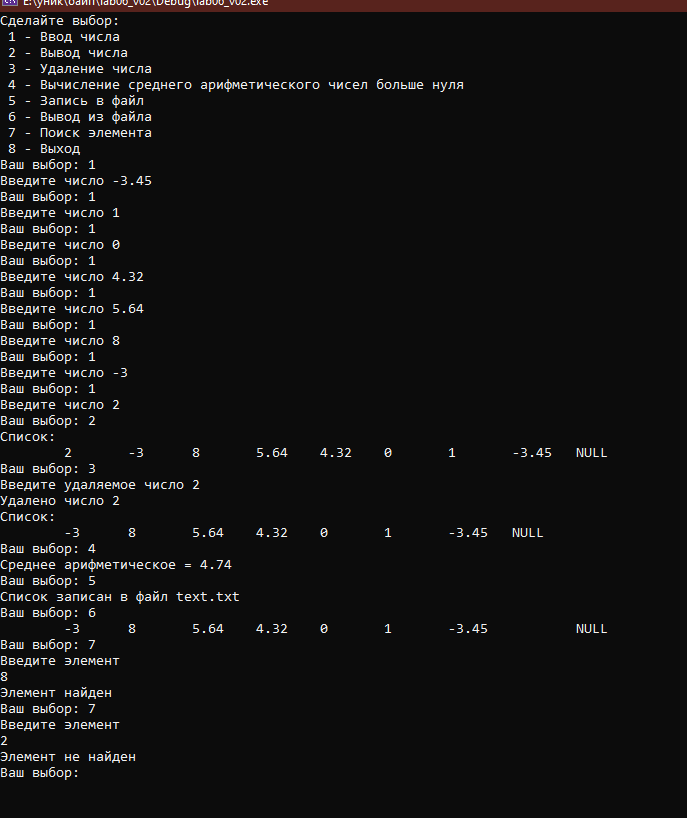 E:\уник\оаип\lab06_v02\Debug\lab06_v02.exe
Сделайте выбор:
1 - Ввод числа
2 - Вывод числа
3 - Удаление числа
4 - Вычисление среднего арифметического чисел больше нуля
5 - Запись в файл
6 - Вывод из файла
7 - Поиск элемента
8 - Выход
Ваш выбор: 1
Введите число -3.45
Ваш выбор: 1
Введите число 1
Ваш выбор: 1
Введите число 0
Ваш выбор: 1
Введите число 4.32
Ваш выбор: 1
Введите число 5.64
Ваш выбор: 1
Введите число 8
Ваш выбор: 1
Введите число -3
Ваш выбор: 1
Введите число 2
Ваш выбор: 2
Список:
2 -3 8 5.64 4.32 0 1 -3.45 NULL
Ваш выбор: 3
Введите удаляемое число 2
Удалено число 2
Список:
-3 8 5.64 4.32 0 1 -3.45 NULL
Ваш выбор: 4
Среднее арифметическое = 4.74
Ваш выбор: 5
Список записан в файл text.txt
Ваш выбор: 6
-3 8 5.64 4.32 0 1 -3.45 NULL
Ваш выбор: 7
Введите элемент
8
Элемент найден
Ваш выбор: 7
Введите элемент
2
Элемент не найден
Ваш выбор: